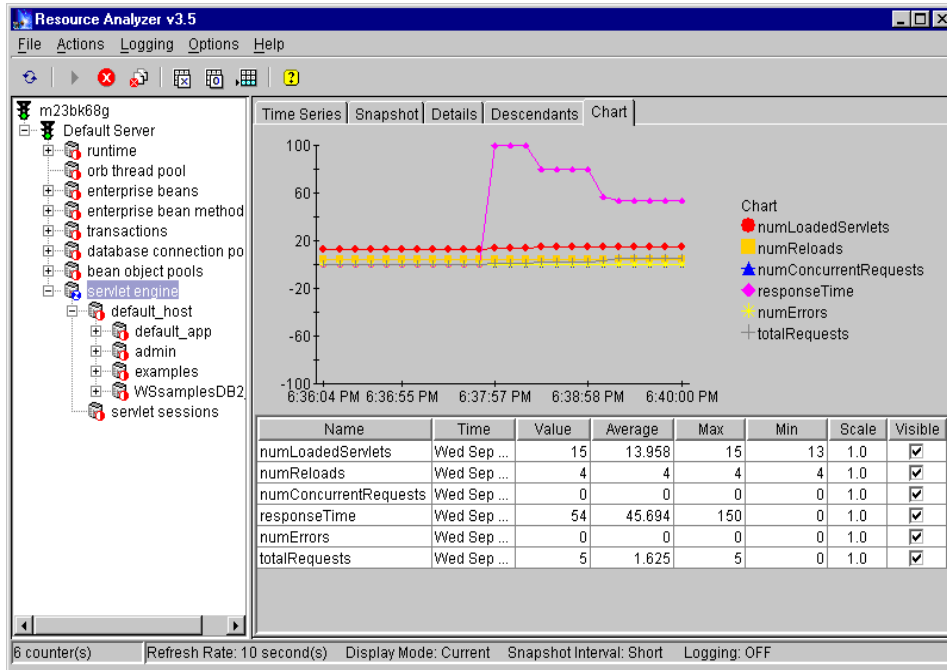 Resource Analyzer v3.5
File Actions Logging Options Help
m23bk68g
Default Server
runtime
orb thread pool
enterprise beans
enterprise bean method
transactions
database connection po
bean object pools
servlet engine
default_host
default_app
admin
examples
WSsamplesDB2_
servlet sessions
Time Series Snapshot Details Descendants Chart
100
60
20
-20
-60
-100
6:36:04 PM 6:36:55 PM 6:37:57 PM 6:38:58 PM 6:40:00 PM
Chart
numLoadedServlets
numReloads
numConcurrentRequests
responseTime
numErrors
totalRequests
Name Time Value Average Max Min Scale Visible
numLoadedServlets Wed Sep ... 15 13.958 15 13 1.0
numReloads Wed Sep ... 4 4 4 4 1.0
numConcurrentRequests Wed Sep ... 0 0 0 0 1.0
responseTime Wed Sep ... 54 45.694 150 0 1.0
numErrors Wed Sep ... 0 0 0 0 1.0
totalRequests Wed Sep ... 5 1.625 5 0 1.0
6 counter(s) Refresh Rate: 10 second(s) Display Mode: Current Snapshot Interval: Short Logging: OFF